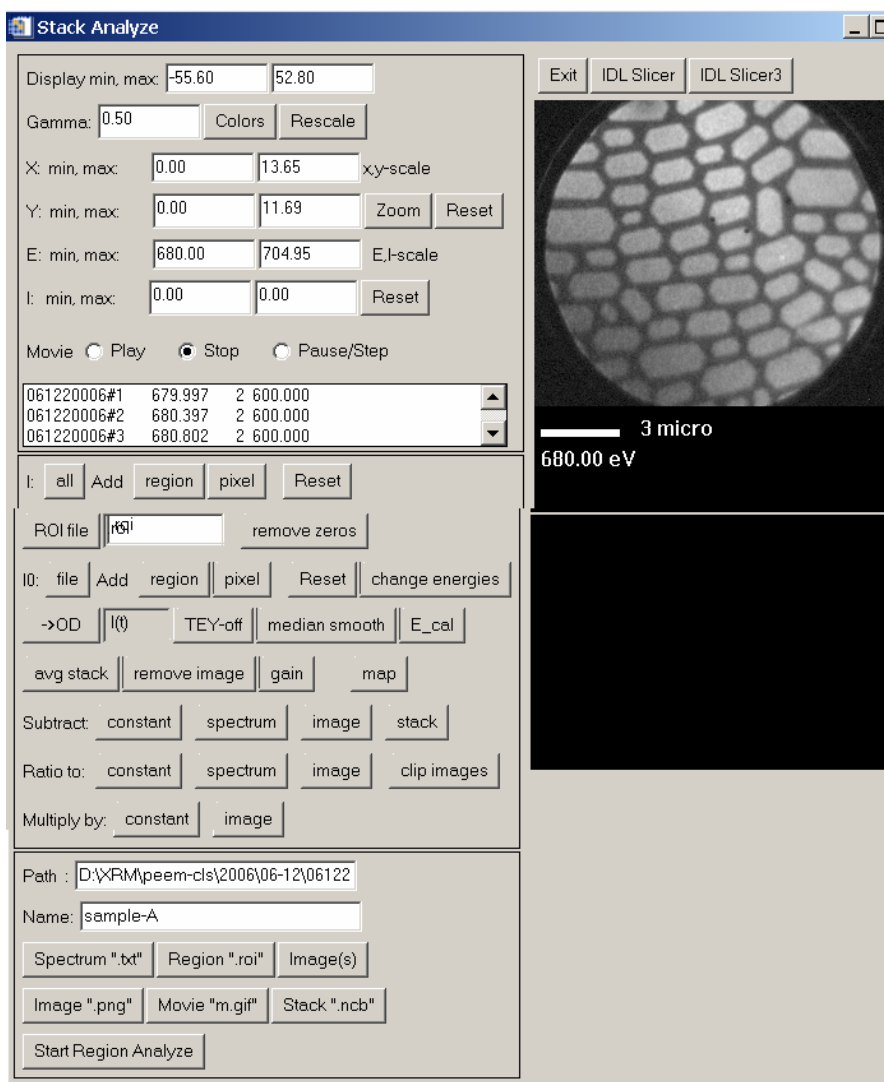 Stack Analyze
Display min, max: -55.60 52.80
Exit IDL Slicer IDL Slicer3
Gamma: 0.50 Colors Rescale
X: min, max: 0.00 13.65 x,y-scale
Y: min, max: 0.00 11.69 Zoom Reset
E: min, max: 680.00 704.95 E,I-scale
I: min, max: 0.00 0.00 Reset
Movie Play Stop Pause/Step
061220006#1 679.997 2 600.000
061220006#2 680.397 2 600.000
061220006#3 680.802 2 600.000
3 micro
680.00 eV
I: all Add region pixel Reset
ROI file roi remove zeros
I0: file Add region pixel Reset change energies
->OD I(t) TEY-off median smooth E_cal
avg stack remove image gain map
Subtract: constant spectrum image stack
Ratio to: constant spectrum image clip images
Multiply by: constant image
Path : D:\XRM\peem-cls\2006\06-12\06122
Name: sample-A
Spectrum ".txt" Region ".roi" Image(s)
Image ".png" Movie "m.gif" Stack ".ncb"
Start Region Analyze